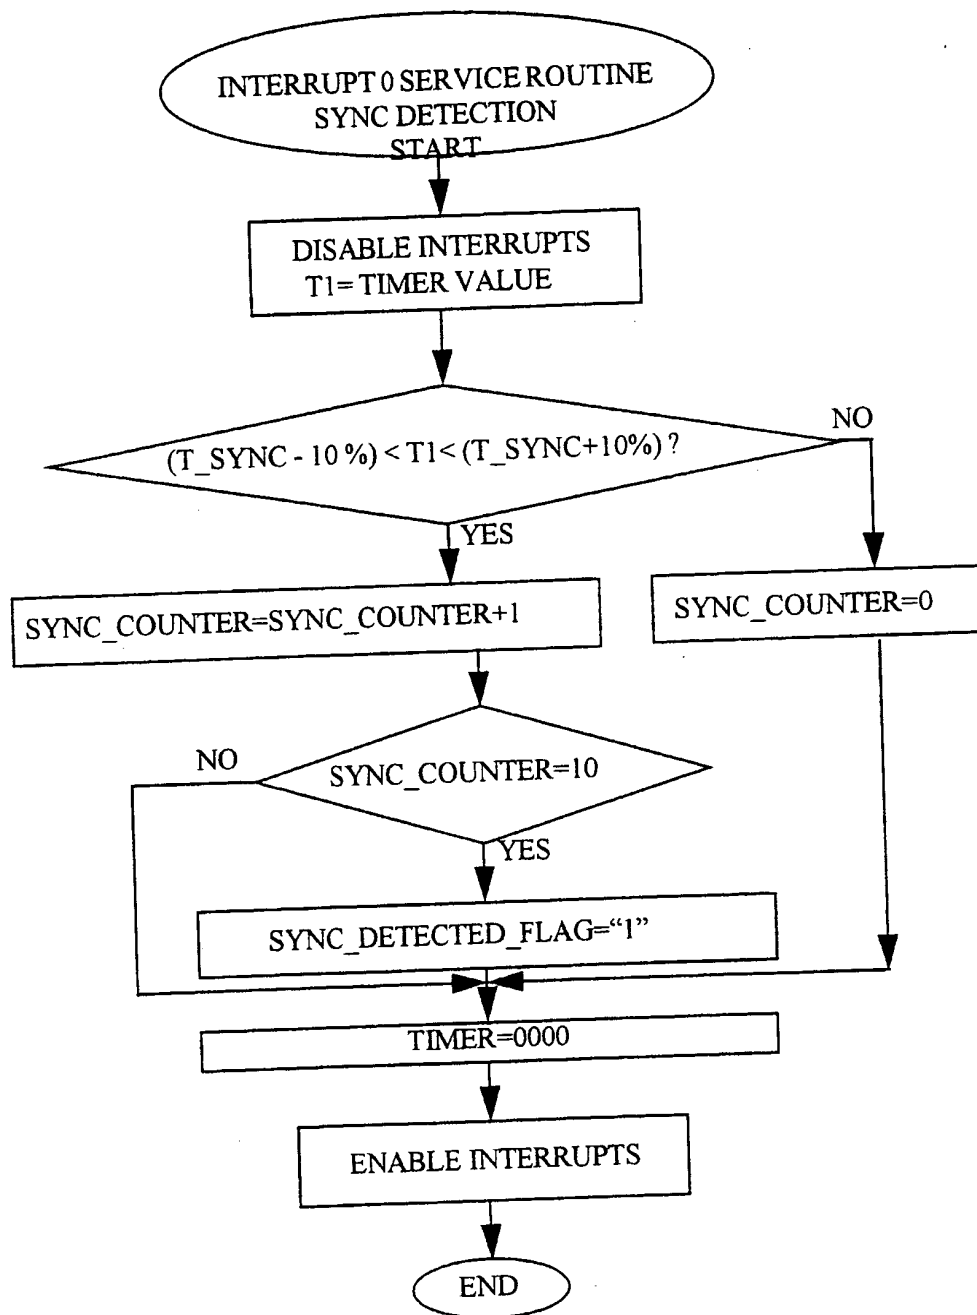 INTERRUPT 0 SERVICE ROUTINE
SYNC DETECTION
START
DISABLE INTERRUPTS
T1= TIMER VALUE
NO
(T_SYNC - 10 %) < T1< (T_SYNC+10%) ?
YES
SYNC_COUNTER=SYNC_COUNTER+1
SYNC_COUNTER=0
NO
SYNC_COUNTER=10
YES
SYNC_DETECTED_FLAG=“1”
TIMER=0000
ENABLE INTERRUPTS
END